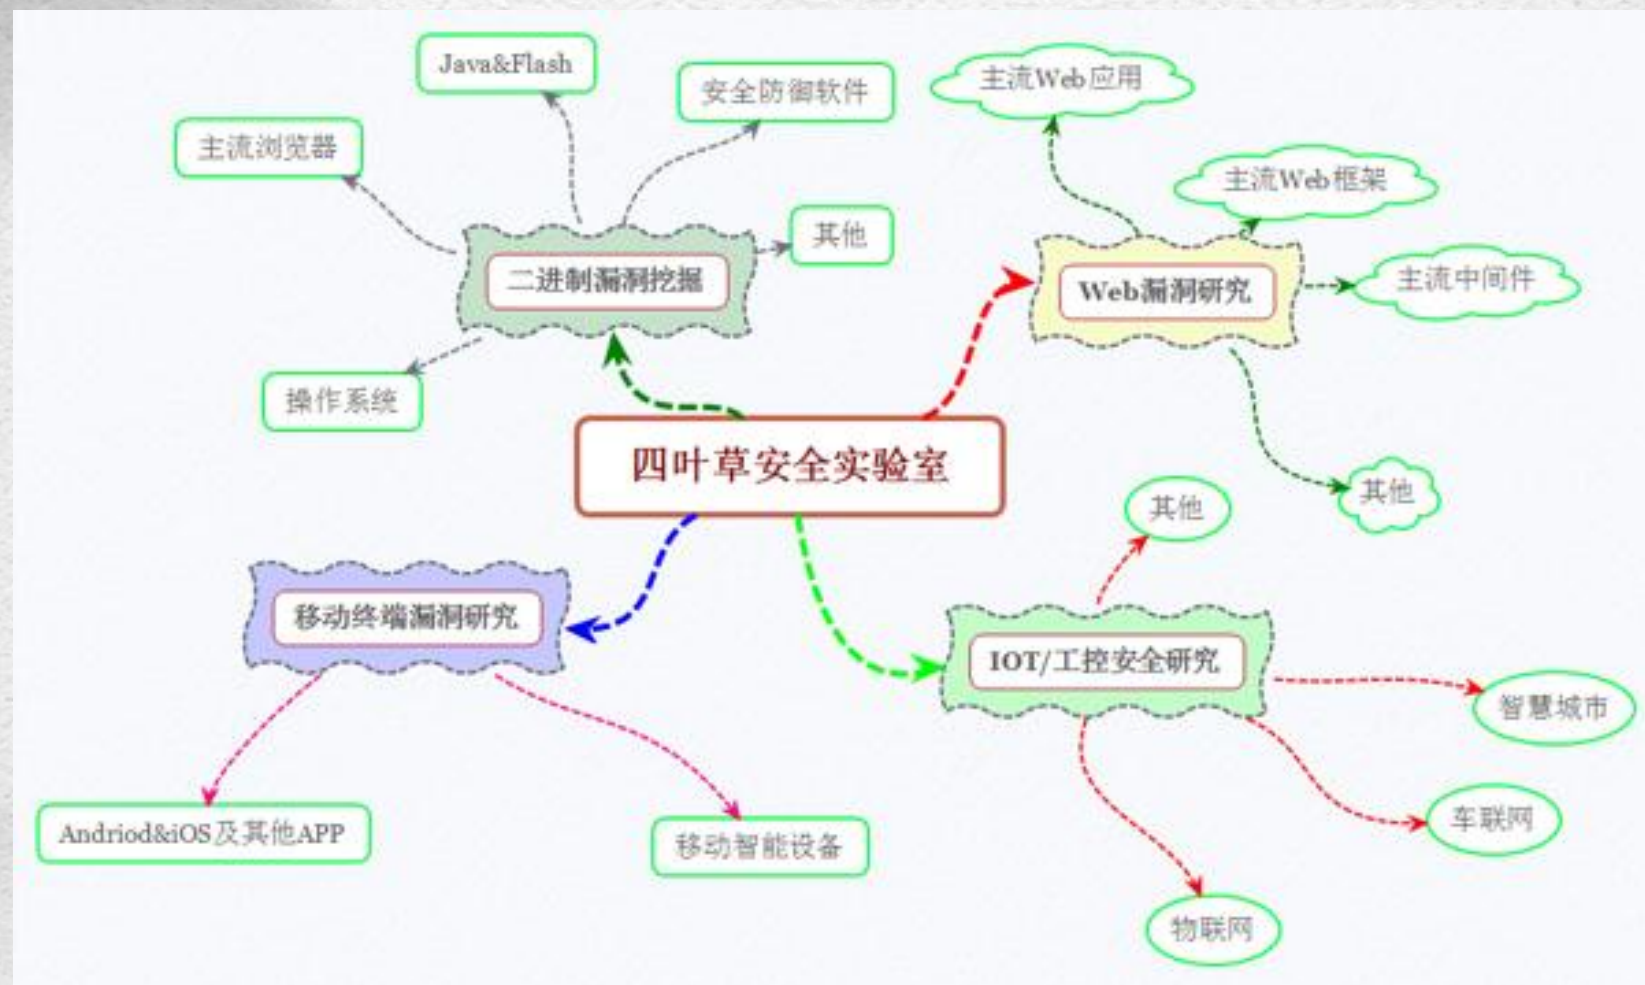 Java&Flash
安全防御软件
主流浏览器
其他
二进制漏洞挖掘
操作系统
主流Web应用
主流Web框架
主流中间件
Web漏洞研究
其他
四叶草安全实验室
移动终端漏洞研究
Andriod&iOS及其他APP
移动智能设备
其他
IOT/工控安全研究
智慧城市
车联网
物联网